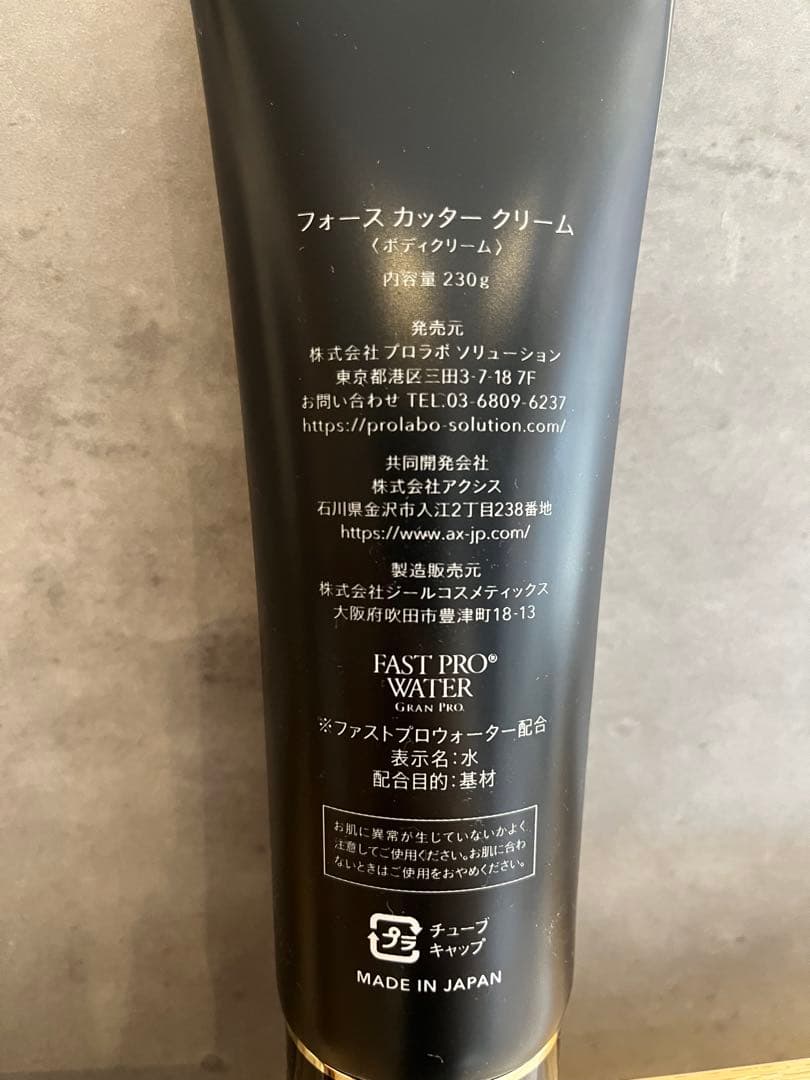 フォース カッター クリーム
〈ボディクリーム〉
内容量 230g
発売元
株式会社 プロラボ ソリューション
東京都港区三田3-7-18 7F
お問い合わせ TEL.03-6809-6237
https://prolabo-solution.com/
共同開発会社
株式会社アクシス
石川県金沢市入江2丁目238番地
https://www.ax-jp.com/
製造販売元
株式会社ジールコスメティックス
大阪府吹田市豊津町18-13
FAST PRO®
WATER
GRAN PRO.
※ファストプロウォーター配合
表示名:水
配合目的:基材
お肌に異常が生じていないかよく
注意してご使用ください。お肌に合わ
ないときはご使用をおやめください。
プラ チューブ
キャップ
MADE IN JAPAN